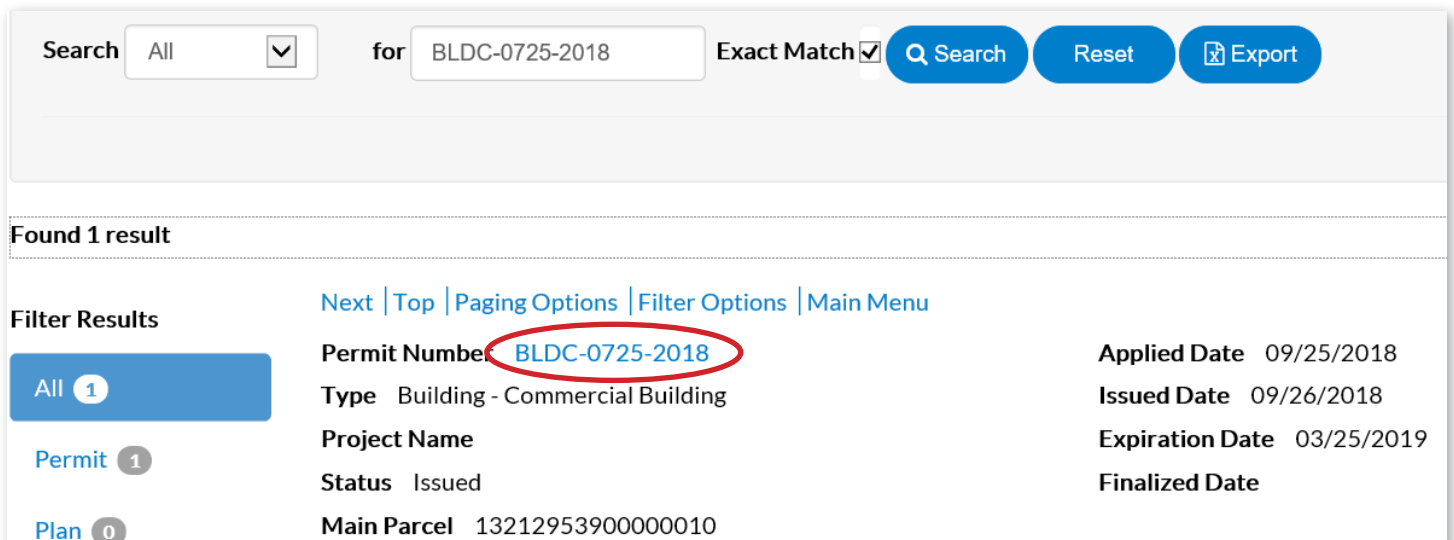 Search All for BLDC-0725-2018 Exact Match Search Reset Export
Found 1 result
Filter Results
All 1
Permit 1
Plan 0
Next | Top | Paging Options | Filter Options | Main Menu
Permit Number BLDC-0725-2018
Type Building - Commercial Building
Project Name
Status Issued
Main Parcel 13212953900000010
Applied Date 09/25/2018
Issued Date 09/26/2018
Expiration Date 03/25/2019
Finalized Date